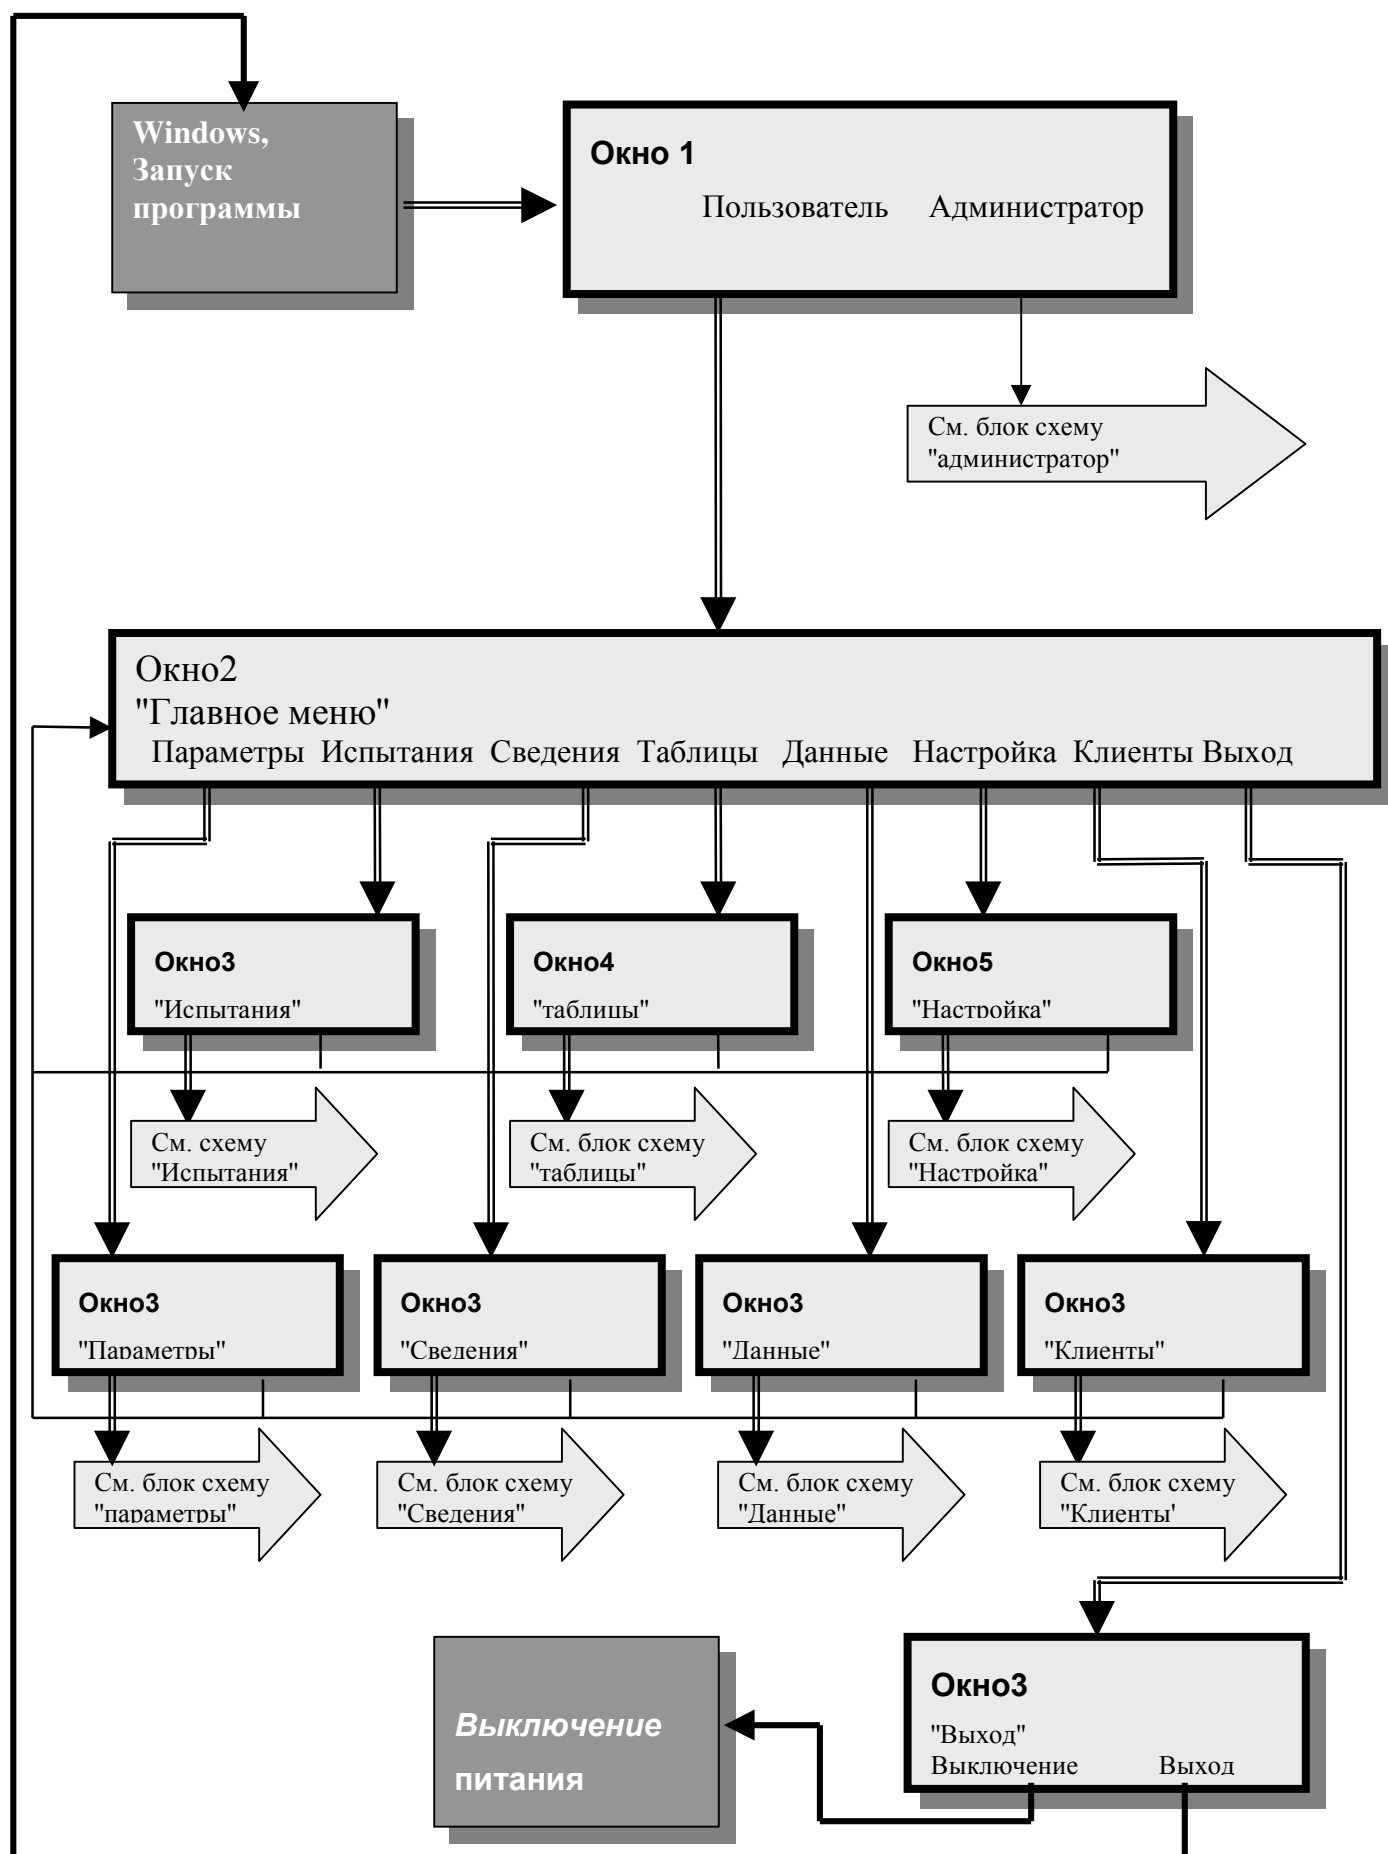 Windows,
Запуск
программы
Окно 1
Пользователь Администратор
См. блок схему
"администратор"
Окно2
"Главное меню"
Параметры Испытания Сведения Таблицы Данные Настройка Клиенты Выход
Окно3
"Испытания"
Окно4
"таблицы"
Окно5
"Настройка"
См. схему
"Испытания"
См. блок схему
"таблицы"
См. блок схему
"Настройка"
Окно3
"Параметры"
Окно3
"Сведения"
Окно3
"Данные"
Окно3
"Клиенты"
См. блок схему
"параметры"
См. блок схему
"Сведения"
См. блок схему
"Данные"
См. блок схему
"Клиенты'
Выключение
питания
Окно3
"Выход"
Выключение Выход